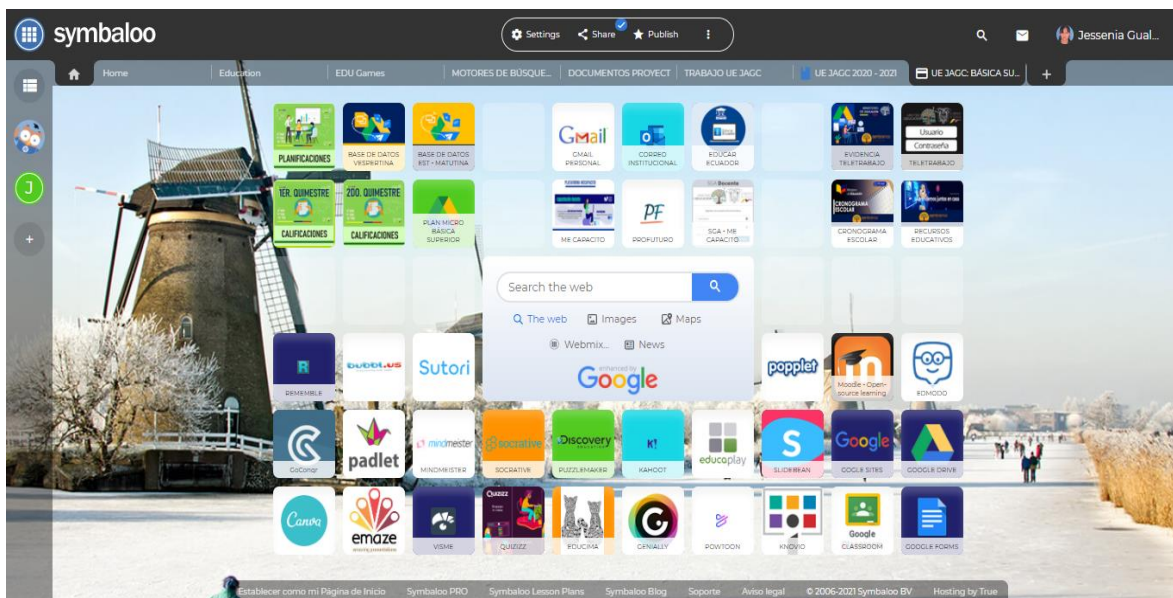 symbaloo
Settings
Share
Publish
Jessenia Gual...
Home
Education
EDU Games
MOTORES DE BÚSQUE...
DOCUMENTOS PROYECT
TRABAJO UE JAGC
UE JAGC 2020 - 2021
UE JAGC: BÁSICA SU...
+
PLANIFICACIONES
BASE DE DATOS
VESPERTINA
BASE DE DATOS
EST - MATUTINA
Gmail
GMAIL
PERSONAL
CORREO
INSTITUCIONAL
EDUCAR
ECUADOR
EVIDENCIA
TELETRABAJO
Usuario
Contraseña
TELETRABAJO
J
1ER. QUIMESTRE
CALIFICACIONES
2DO. QUIMESTRE
CALIFICACIONES
PLAN MICRO
BÁSICA
SUPERIOR
ME CAPACITO
PF
PROFUTURO
SGA - ME
CAPACITO
CRONOGRAMA
ESCOLAR
CRONOGRAMA
ESCOLAR
RECURSOS
EDUCATIVOS
+
Search the web
The web
Images
Maps
Webmix...
News
enhanced by
Google
R
REMEMBLE
bubbl.us
Sutori
popplet
Moodle - Open-
source learning
EDMODO
GoConqr
padlet
mindmeister
MINDMEISTER
socrative
SOCRATIVE
Discovery
PUZZLEMAKER
K!
KAHOOT
educaplay
S
SLIDEBEAN
Google
GOOGLE SITES
GOOGLE DRIVE
Canva
emaze
VISME
QUIZIZZ
QUIZIZZ
EDUCIMA
GENIALLY
POWTOON
KNOVIO
Google
CLASSROOM
GOOGLE FORMS
Establecer como mi Página de Inicio
Symbaloo PRO
Symbaloo Lesson Plans
Symbaloo Blog
Soporte
Aviso legal
© 2006-2021 Symbaloo BV
Hosting by True